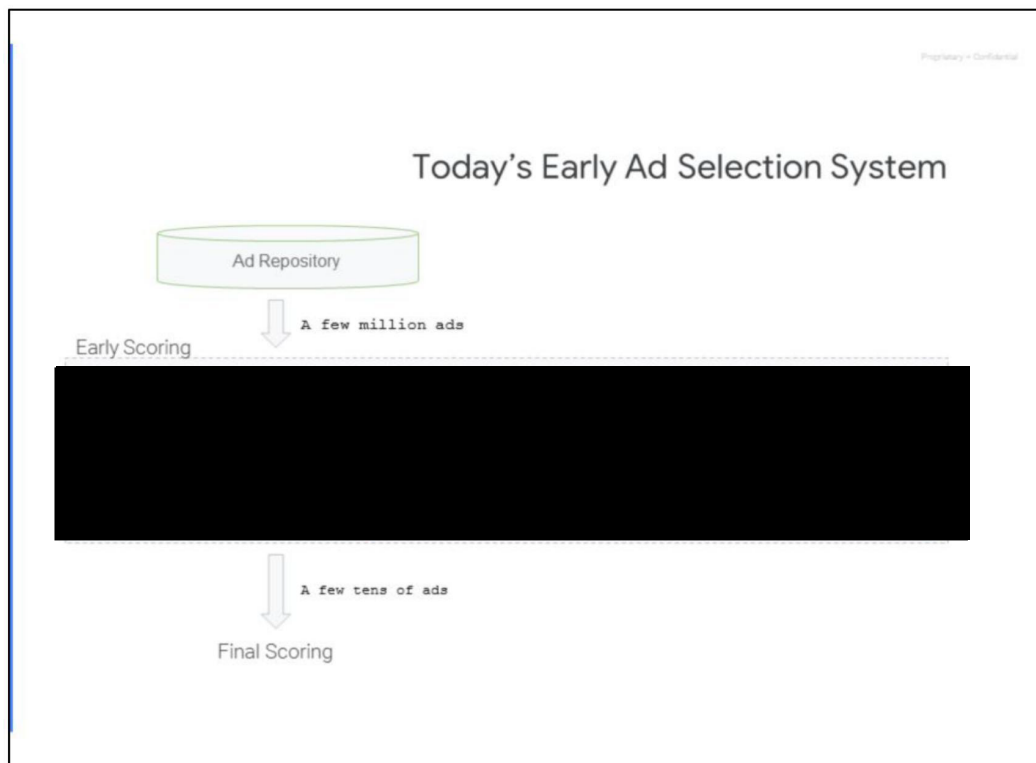 Proprietary + Confidential
Today's Early Ad Selection System
Ad Repository
A few million ads
Early Scoring
A few tens of ads
Final Scoring